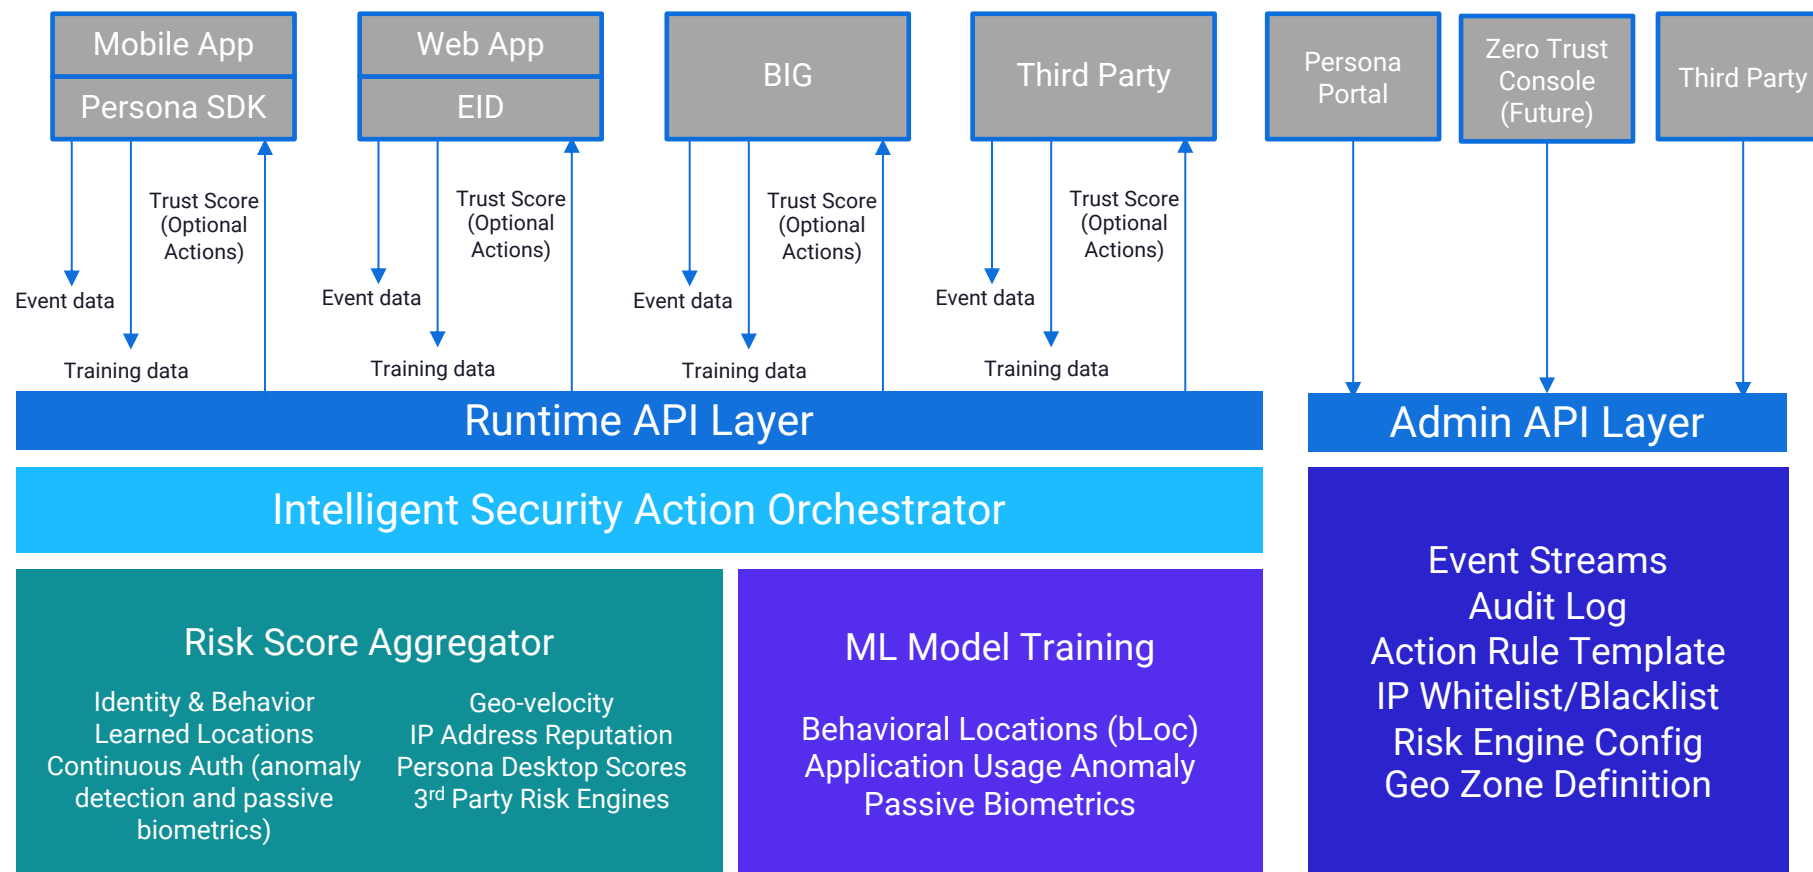 Mobile App
Persona SDK
Web App
EID
BIG
Third Party
Persona
Portal
Zero Trust
Console
(Future)
Third Party
Trust Score
(Optional
Actions)
Event data
Training data
Trust Score
(Optional
Actions)
Event data
Training data
Trust Score
(Optional
Actions)
Event data
Training data
Trust Score
(Optional
Actions)
Event data
Training data
Runtime API Layer
Admin API Layer
Intelligent Security Action Orchestrator
Risk Score Aggregator
Identity & Behavior
Learned Locations
Continuous Auth (anomaly
detection and passive
biometrics)
Geo-velocity
IP Address Reputation
Persona Desktop Scores
3rd Party Risk Engines
ML Model Training
Behavioral Locations (bLoc)
Application Usage Anomaly
Passive Biometrics
Event Streams
Audit Log
Action Rule Template
IP Whitelist/Blacklist
Risk Engine Config
Geo Zone Definition